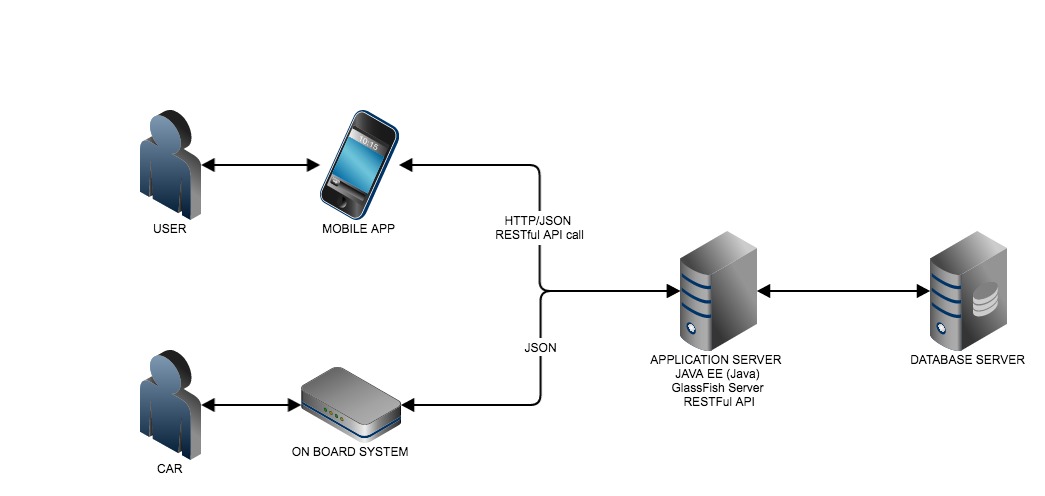 10:15
USER
MOBILE APP
HTTP/JSON
RESTful API call
JSON
APPLICATION SERVER
JAVA EE (Java)
GlassFish Server
RESTFul API
DATABASE SERVER
CAR
ON BOARD SYSTEM